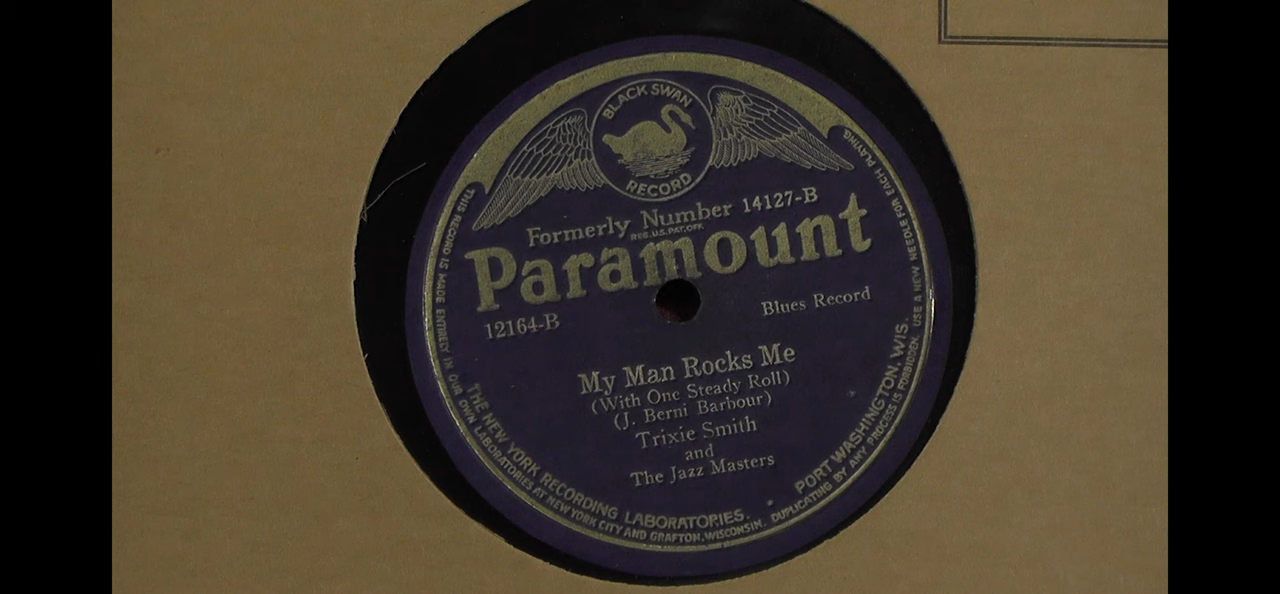 BLACK SWAN
RECORD
Formerly Number 14127-B
REG. U.S. PAT. OFF.
Paramount
12164-B
Blues Record
My Man Rocks Me
(With One Steady Roll)
(J. Berni Barbour)
Trixie Smith
and
The Jazz Masters
THE NEW YORK RECORDING LABORATORIES. • PORT WASHINGTON, WIS.
THIS RECORD IS MADE ENTIRELY IN OUR OWN LABORATORIES AT NEW YORK CITY AND GRAFTON, WISCONSIN. DUPLICATING BY ANY PROCESS IS FORBIDDEN. USE A NEW NEEDLE FOR EACH PLAYING